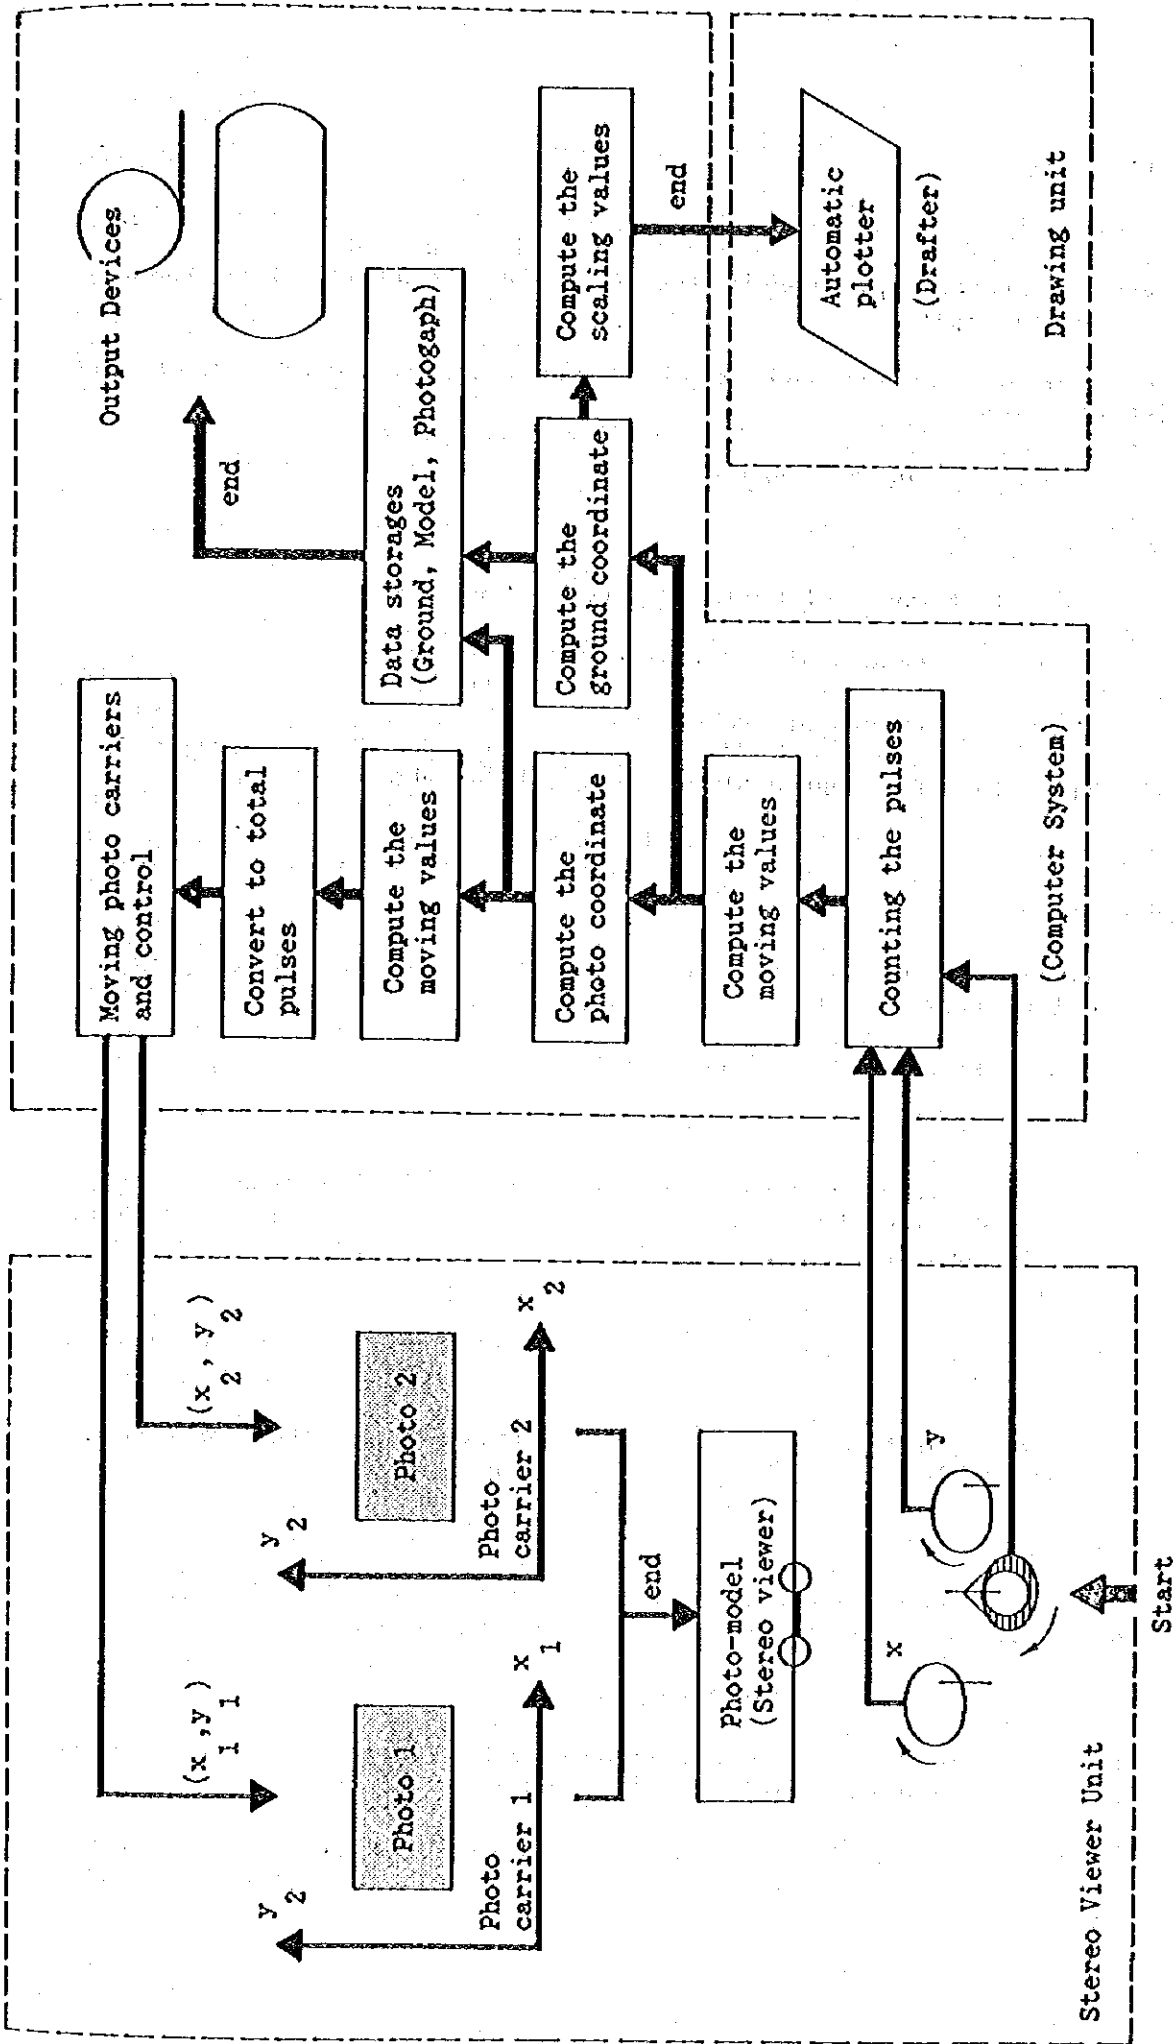 (x ,y )
1 1
(x , y )
2 2
y
2
Photo 1
Photo
carrier 1
x
1
y
2
Photo 2
Photo
carrier 2
x
2
end
Photo-model
(Stereo viewer)
x
y
Stereo Viewer Unit
Start
Moving photo carriers
and control
Convert to total
pulses
Compute the
moving values
Compute the
photo coordinate
Compute the
moving values
Counting the pulses
(Computer System)
Output Devices
end
Data storages
(Ground, Model, Photogaph)
Compute the
ground coordinate
Compute the
scaling values
end
Automatic
plotter
(Drafter)
Drawing unit